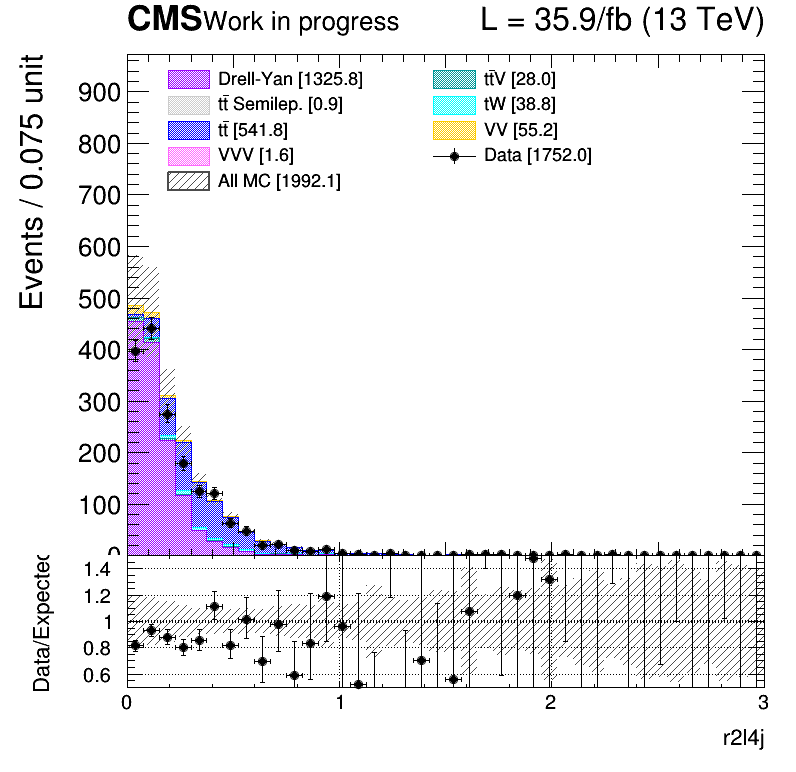 CMS Work in progress L = 35.9/fb (13 TeV)
Events / 0.075 unit
Drell-Yan [1325.8]
tt̄ Semilep. [0.9]
tt̄ [541.8]
VVV [1.6]
All MC [1992.1]
tt̄V [28.0]
tW [38.8]
VV [55.2]
Data [1752.0]
900
800
700
600
500
400
300
200
100
0
Data/Expected
1.4
1.2
1
0.8
0.6
0 1 2 3
r2l4j